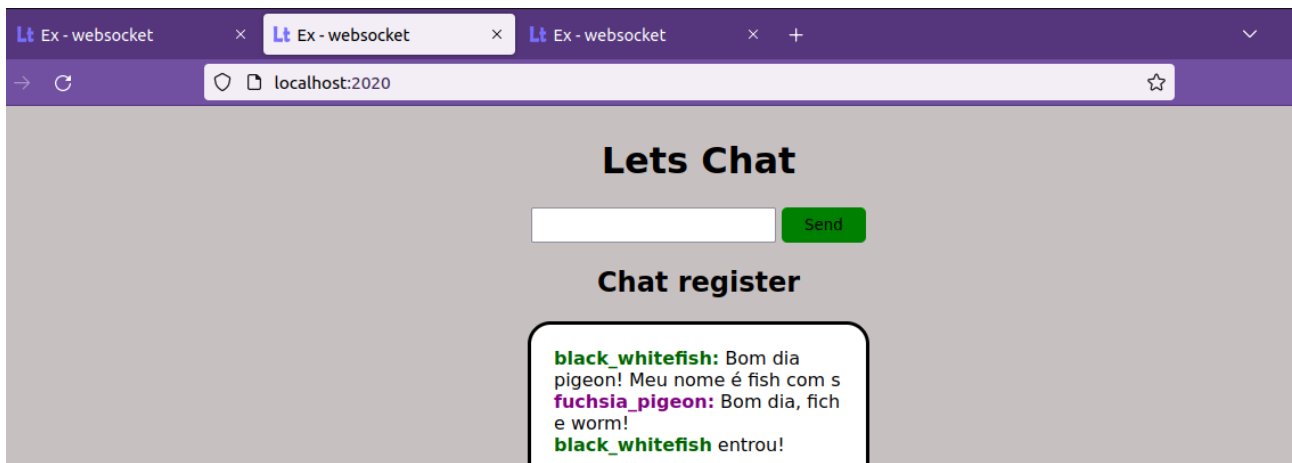 Lt Ex - websocket
Lt Ex - websocket
Lt Ex - websocket
localhost:2020
Lets Chat
Send
Chat register
black_whitefish: Bom dia
pigeon! Meu nome é fish com s
fuchsia_pigeon: Bom dia, fich
e worm!
black_whitefish entrou!